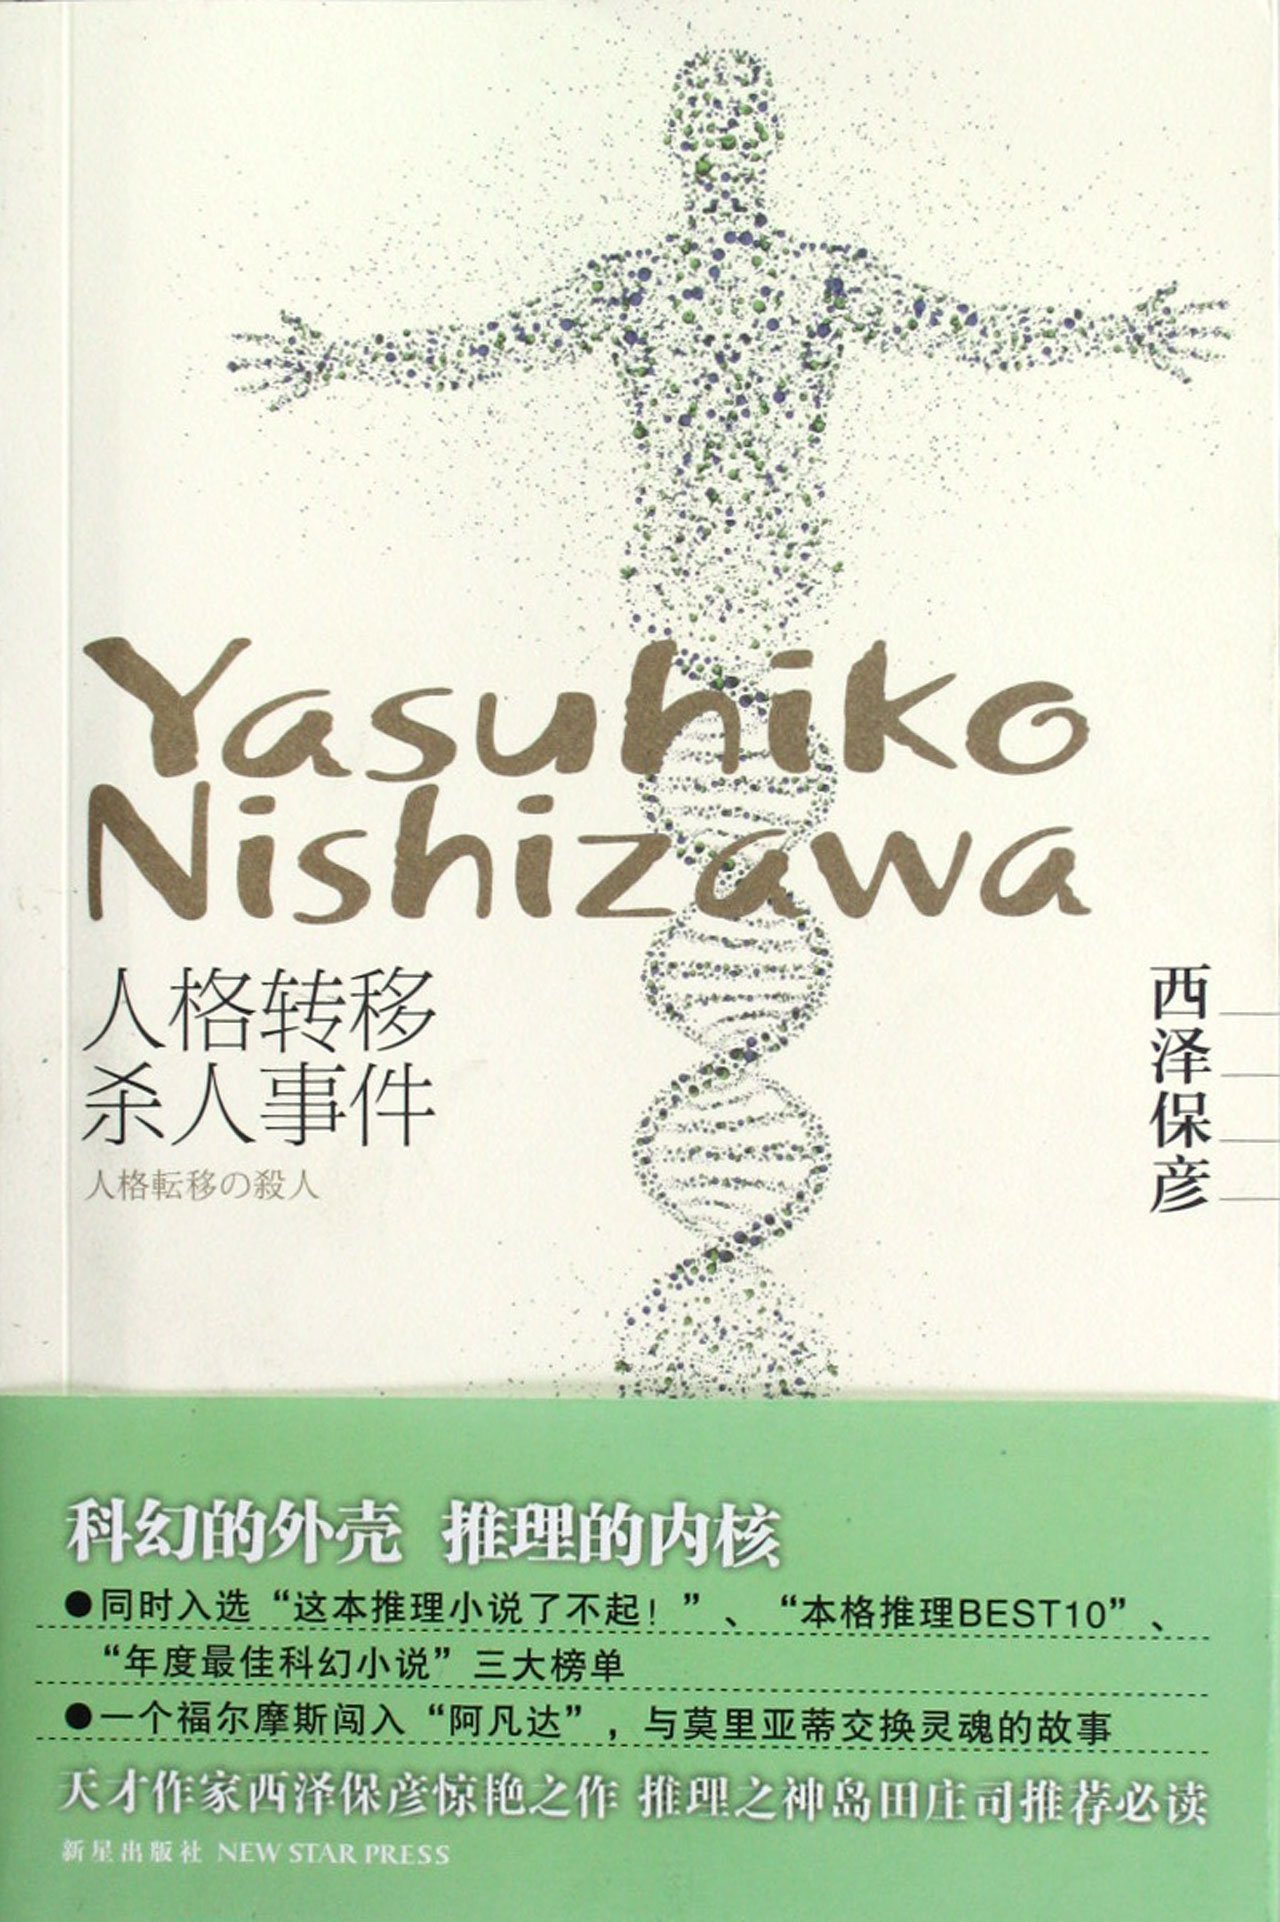 Yasuhiko
Nishizawa
人格转移
杀人事件
人格転移の殺人
西泽保彦
科幻的外壳 推理的内核
●同时入选“这本推理小说了不起！”、“本格推理BEST10”、
“年度最佳科幻小说”三大榜单
●一个福尔摩斯闯入“阿凡达”，与莫里亚蒂交换灵魂的故事
天才作家西泽保彦惊艳之作 推理之神岛田庄司推荐必读
新星出版社 NEW STAR PRESS